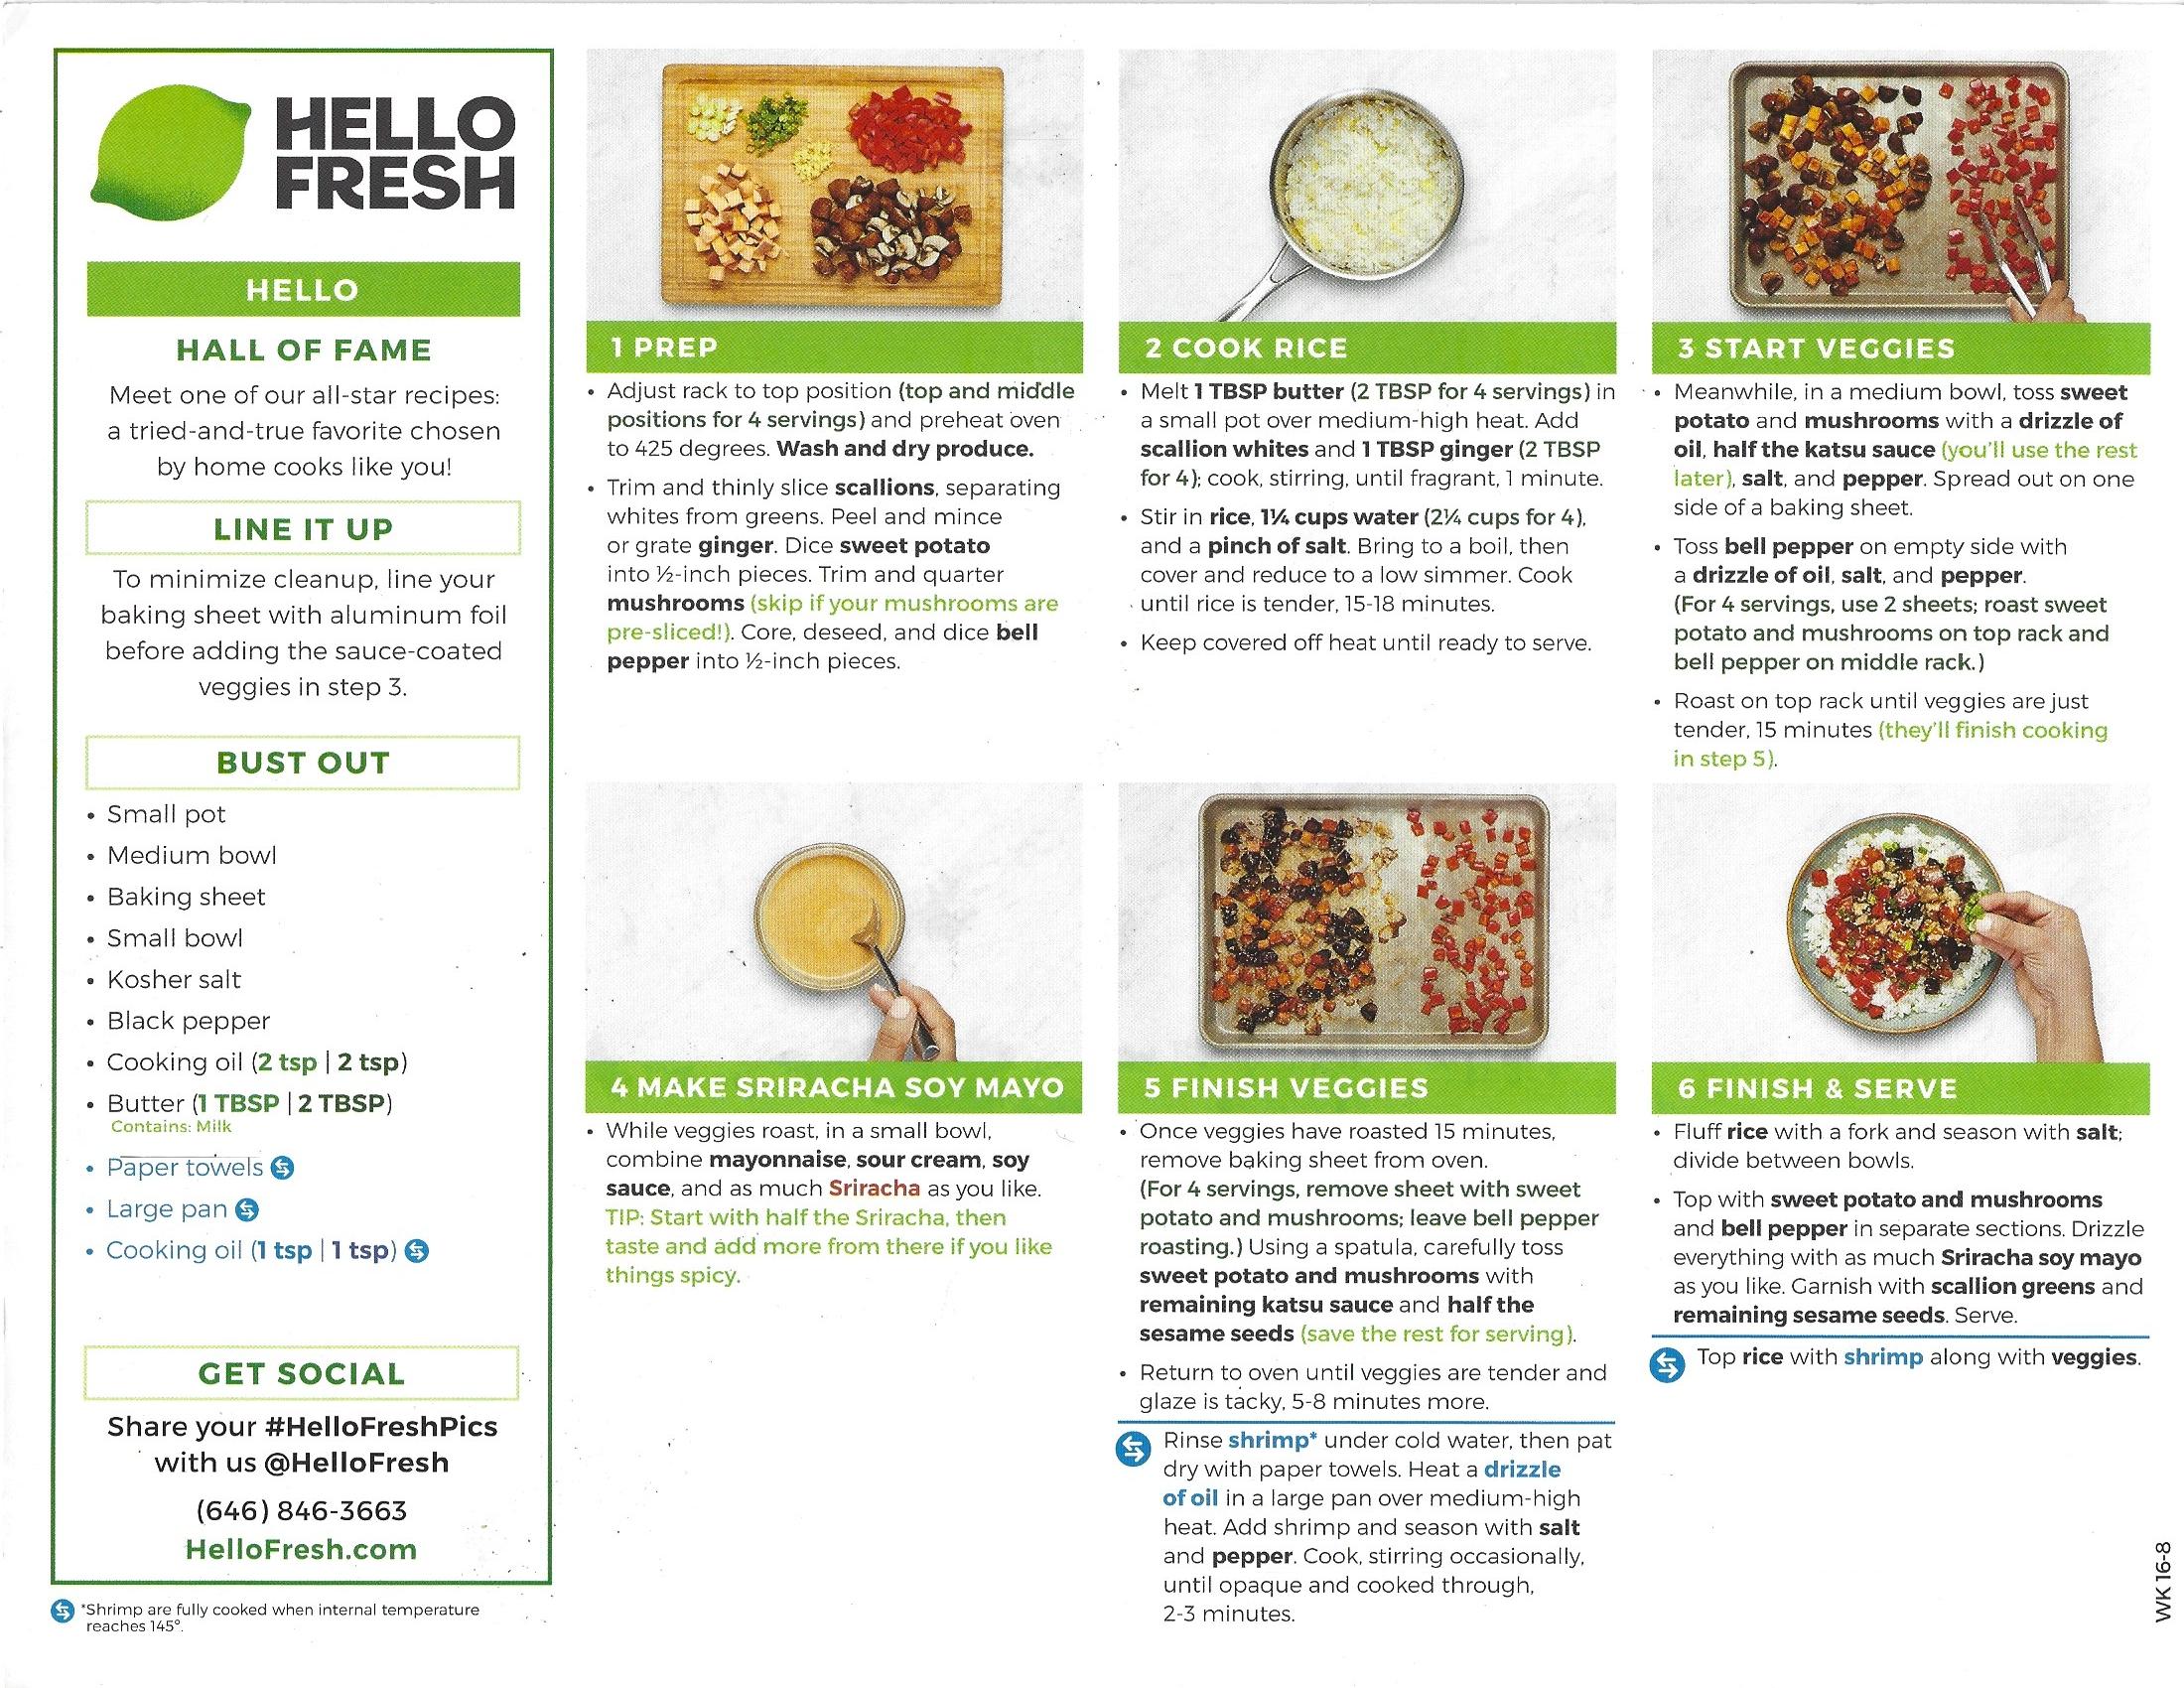 HELLO
FRESH
HELLO
HALL OF FAME
Meet one of our all-star recipes:
a tried-and-true favorite chosen
by home cooks like you!
LINE IT UP
To minimize cleanup, line your
baking sheet with aluminum foil
before adding the sauce-coated
veggies in step 3.
BUST OUT
• Small pot
• Medium bowl
• Baking sheet
• Small bowl
• Kosher salt
• Black pepper
• Cooking oil (2 tsp | 2 tsp)
• Butter (1 TBSP | 2 TBSP)
Contains: Milk
• Paper towels
• Large pan
• Cooking oil (1 tsp | 1 tsp)
GET SOCIAL
Share your #HelloFreshPics
with us @HelloFresh
(646) 846-3663
HelloFresh.com
*Shrimp are fully cooked when internal temperature
reaches 145°.
1 PREP
• Adjust rack to top position (top and middle
positions for 4 servings) and preheat oven
to 425 degrees. Wash and dry produce.
• Trim and thinly slice scallions, separating
whites from greens. Peel and mince
or grate ginger. Dice sweet potato
into ½-inch pieces. Trim and quarter
mushrooms (skip if your mushrooms are
pre-sliced!). Core, deseed, and dice bell
pepper into ½-inch pieces.
2 COOK RICE
• Melt 1 TBSP butter (2 TBSP for 4 servings) in
a small pot over medium-high heat. Add
scallion whites and 1 TBSP ginger (2 TBSP
for 4); cook, stirring, until fragrant, 1 minute.
• Stir in rice, 1¼ cups water (2¼ cups for 4),
and a pinch of salt. Bring to a boil, then
cover and reduce to a low simmer. Cook
until rice is tender, 15-18 minutes.
• Keep covered off heat until ready to serve.
3 START VEGGIES
• Meanwhile, in a medium bowl, toss sweet
potato and mushrooms with a drizzle of
oil, half the katsu sauce (you'll use the rest
later), salt, and pepper. Spread out on one
side of a baking sheet.
• Toss bell pepper on empty side with
a drizzle of oil, salt, and pepper.
(For 4 servings, use 2 sheets; roast sweet
potato and mushrooms on top rack and
bell pepper on middle rack.)
• Roast on top rack until veggies are just
tender, 15 minutes (they'll finish cooking
in step 5).
4 MAKE SRIRACHA SOY MAYO
• While veggies roast, in a small bowl,
combine mayonnaise, sour cream, soy
sauce, and as much Sriracha as you like.
TIP: Start with half the Sriracha, then
taste and add more from there if you like
things spicy.
5 FINISH VEGGIES
• Once veggies have roasted 15 minutes,
remove baking sheet from oven.
(For 4 servings, remove sheet with sweet
potato and mushrooms; leave bell pepper
roasting.) Using a spatula, carefully toss
sweet potato and mushrooms with
remaining katsu sauce and half the
sesame seeds (save the rest for serving).
• Return to oven until veggies are tender and
glaze is tacky, 5-8 minutes more.
Rinse shrimp* under cold water, then pat
dry with paper towels. Heat a drizzle
of oil in a large pan over medium-high
heat. Add shrimp and season with salt
and pepper. Cook, stirring occasionally,
until opaque and cooked through,
2-3 minutes.
6 FINISH & SERVE
• Fluff rice with a fork and season with salt;
divide between bowls.
• Top with sweet potato and mushrooms
and bell pepper in separate sections. Drizzle
everything with as much Sriracha soy mayo
as you like. Garnish with scallion greens and
remaining sesame seeds. Serve.
Top rice with shrimp along with veggies.
WK 16-8